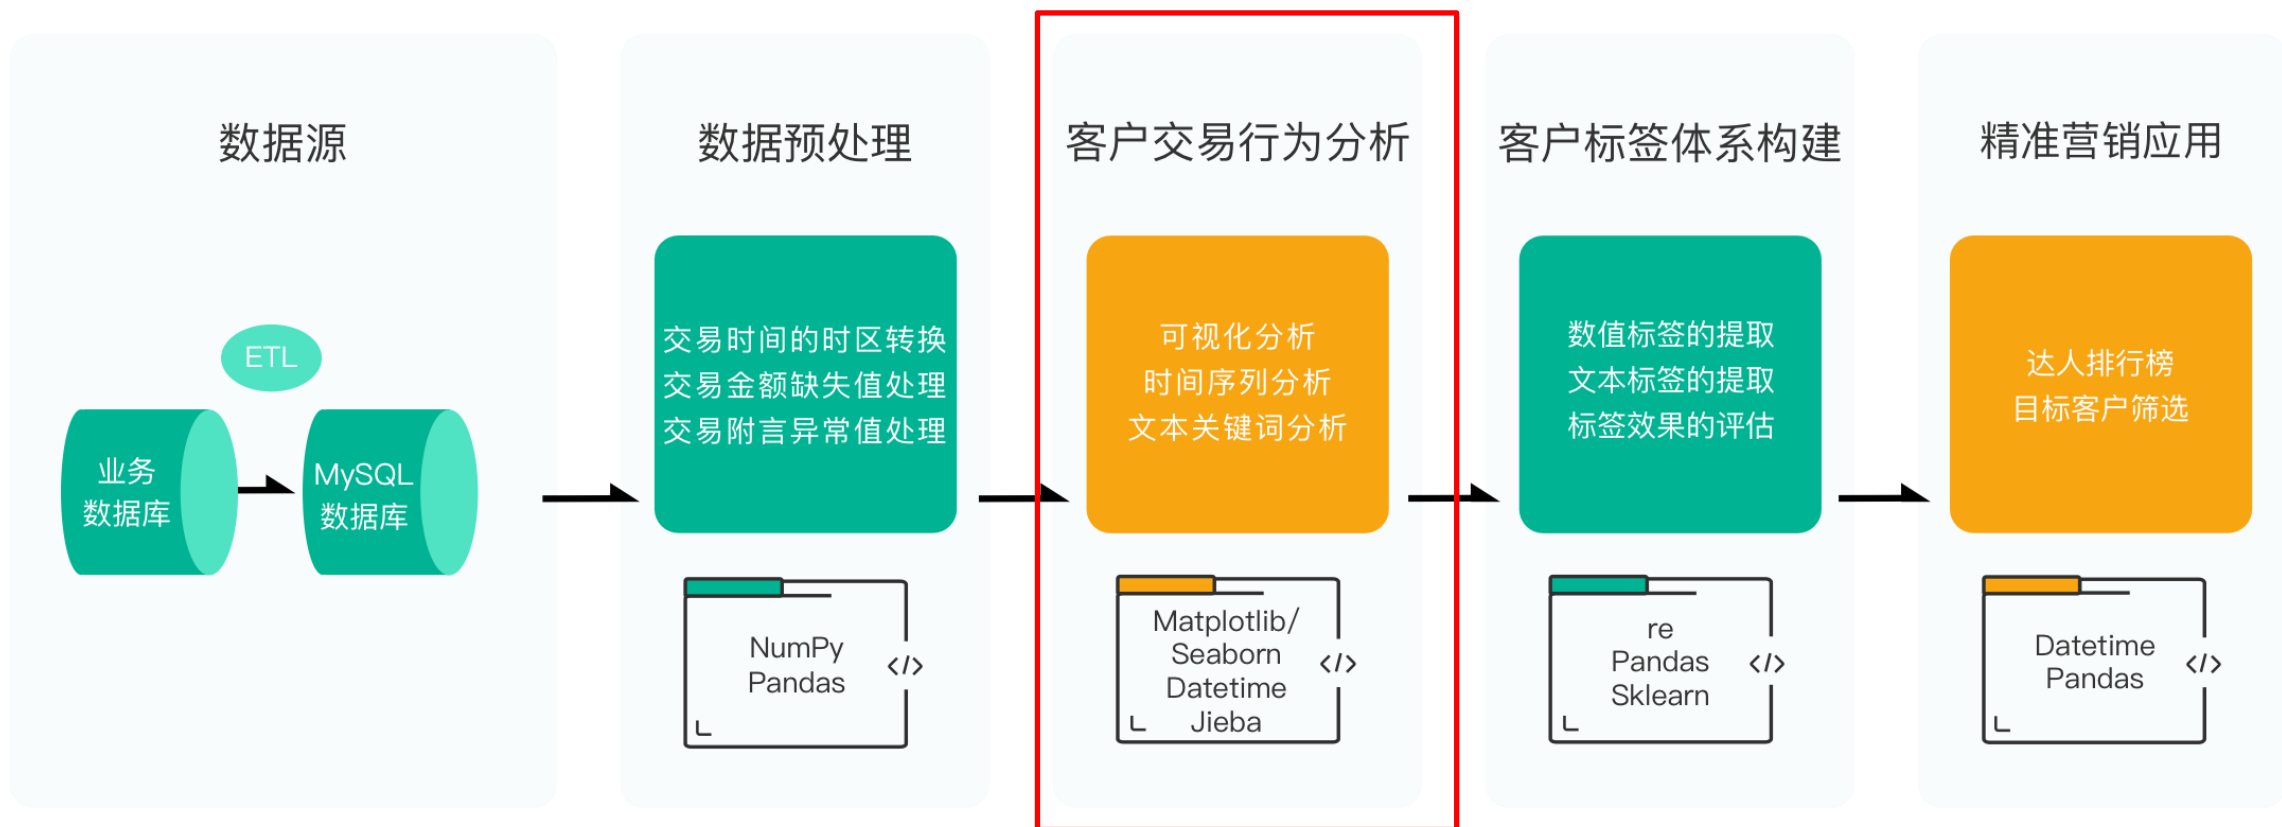 数据源
ETL
业务
数据库
MySQL
数据库
数据预处理
交易时间的时区转换
交易金额缺失值处理
交易附言异常值处理
NumPy
Pandas
</>
客户交易行为分析
可视化分析
时间序列分析
文本关键词分析
Matplotlib/
Seaborn
Datetime
Jieba
</>
客户标签体系构建
数值标签的提取
文本标签的提取
标签效果的评估
re
Pandas
Sklearn
</>
精准营销应用
达人排行榜
目标客户筛选
Datetime
Pandas
</>